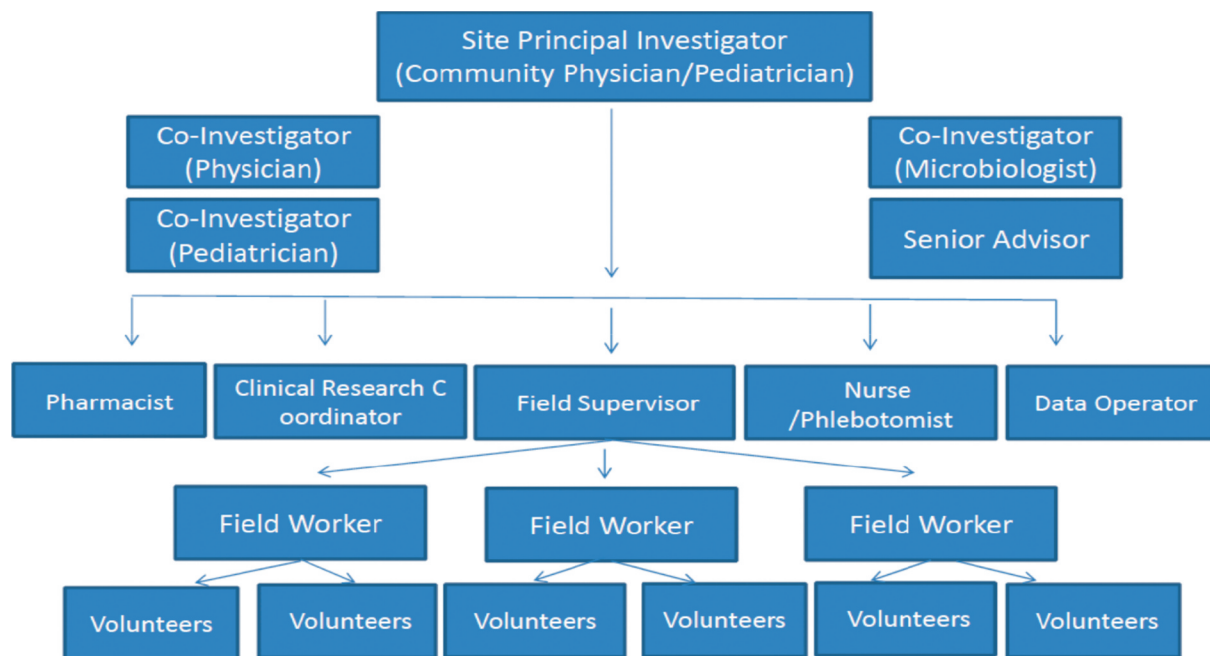 Site Principal Investigator
(Community Physician/Pediatrician)
Co-Investigator
(Physician)
Co-Investigator
(Microbiologist)
Co-Investigator
(Pediatrician)
Senior Advisor
Pharmacist
Clinical Research C
oordinator
Field Supervisor
Nurse
/Phlebotomist
Data Operator
Field Worker
Field Worker
Field Worker
Volunteers
Volunteers
Volunteers
Volunteers
Volunteers
Volunteers